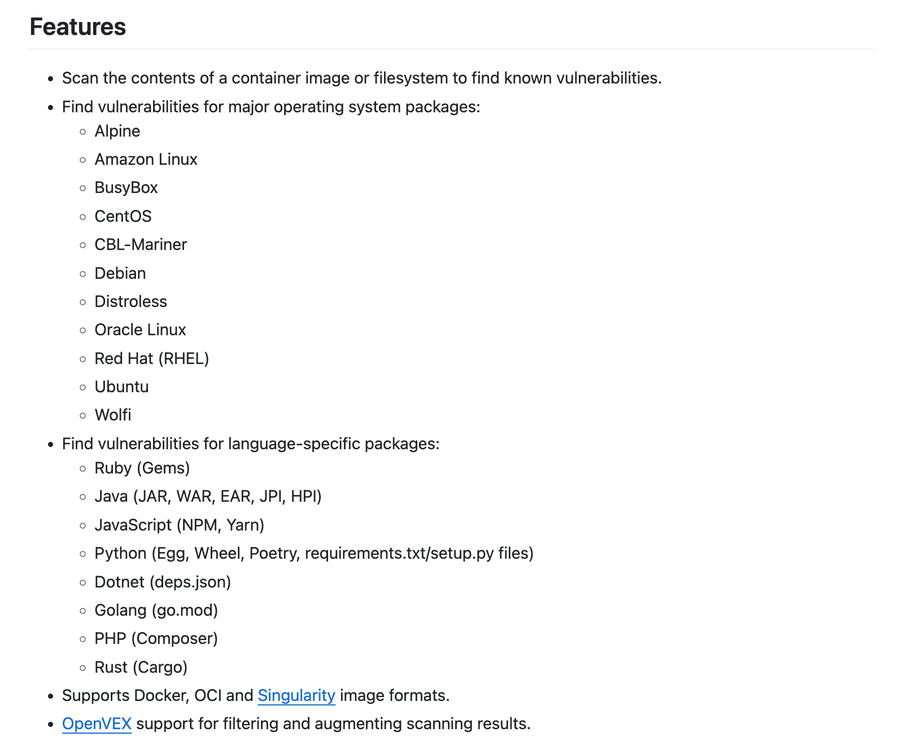 Features
Scan the contents of a container image or filesystem to find known vulnerabilities.
Find vulnerabilities for major operating system packages:
Alpine
Amazon Linux
BusyBox
CentOS
CBL-Mariner
Debian
Distroless
Oracle Linux
Red Hat (RHEL)
Ubuntu
Wolfi
Find vulnerabilities for language-specific packages:
Ruby (Gems)
Java (JAR, WAR, EAR, JPI, HPI)
JavaScript (NPM, Yarn)
Python (Egg, Wheel, Poetry, requirements.txt/setup.py files)
Dotnet (deps.json)
Golang (go.mod)
PHP (Composer)
Rust (Cargo)
Supports Docker, OCI and Singularity image formats.
OpenVEX support for filtering and augmenting scanning results.